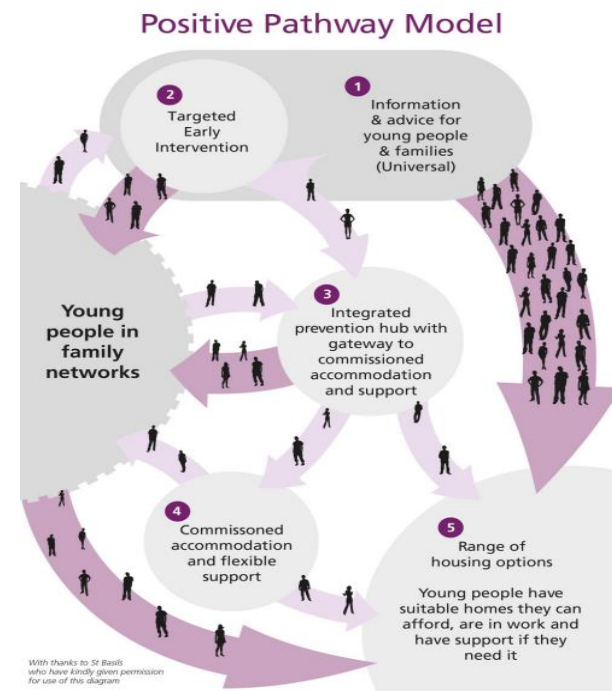 Positive Pathway Model
2
Targeted
Early
Intervention
1
Information
& advice for
young people
& families
(Universal)
Young
people in
family
networks
3
Integrated
prevention hub with
gateway to
commissioned
accommodation
and support
4
Commissoned
accommodation
and flexible
support
5
Range of
housing options
Young people have
suitable homes they can
afford, are in work and
have support if they
need it
With thanks to St Basils
who have kindly given permission
for use of this diagram